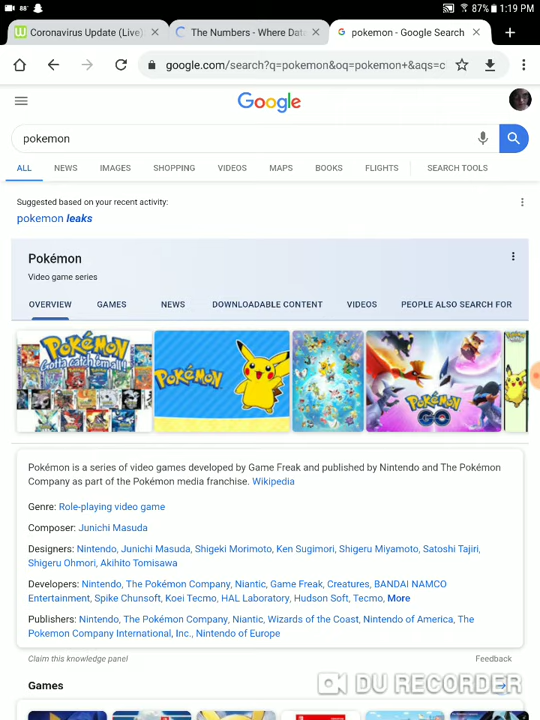 88° 87% 1:19 PM
Coronavirus Update (Live) The Numbers - Where Data pokemon - Google Search
google.com/search?q=pokemon&oq=pokemon+&aqs=c
Google
pokemon
ALL NEWS IMAGES SHOPPING VIDEOS MAPS BOOKS FLIGHTS SEARCH TOOLS
Suggested based on your recent activity:
pokemon leaks
Pokémon
Video game series
OVERVIEW GAMES NEWS DOWNLOADABLE CONTENT VIDEOS PEOPLE ALSO SEARCH FOR
Pokémon
Gotta catch 'em all!
Pokémon
Pokémon
GO
Pokémon is a series of video games developed by Game Freak and published by Nintendo and The Pokémon
Company as part of the Pokémon media franchise. Wikipedia
Genre: Role-playing video game
Composer: Junichi Masuda
Designers: Nintendo, Junichi Masuda, Shigeki Morimoto, Ken Sugimori, Shigeru Miyamoto, Satoshi Tajiri,
Shigeru Ohmori, Akihito Tomisawa
Developers: Nintendo, The Pokémon Company, Niantic, Game Freak, Creatures, BANDAI NAMCO
Entertainment, Spike Chunsoft, Koei Tecmo, HAL Laboratory, Hudson Soft, Tecmo, More
Publishers: Nintendo, The Pokémon Company, Niantic, Wizards of the Coast, Nintendo of America, The
Pokemon Company International, Inc., Nintendo of Europe
Claim this knowledge panel Feedback
Games
DU RECORDER